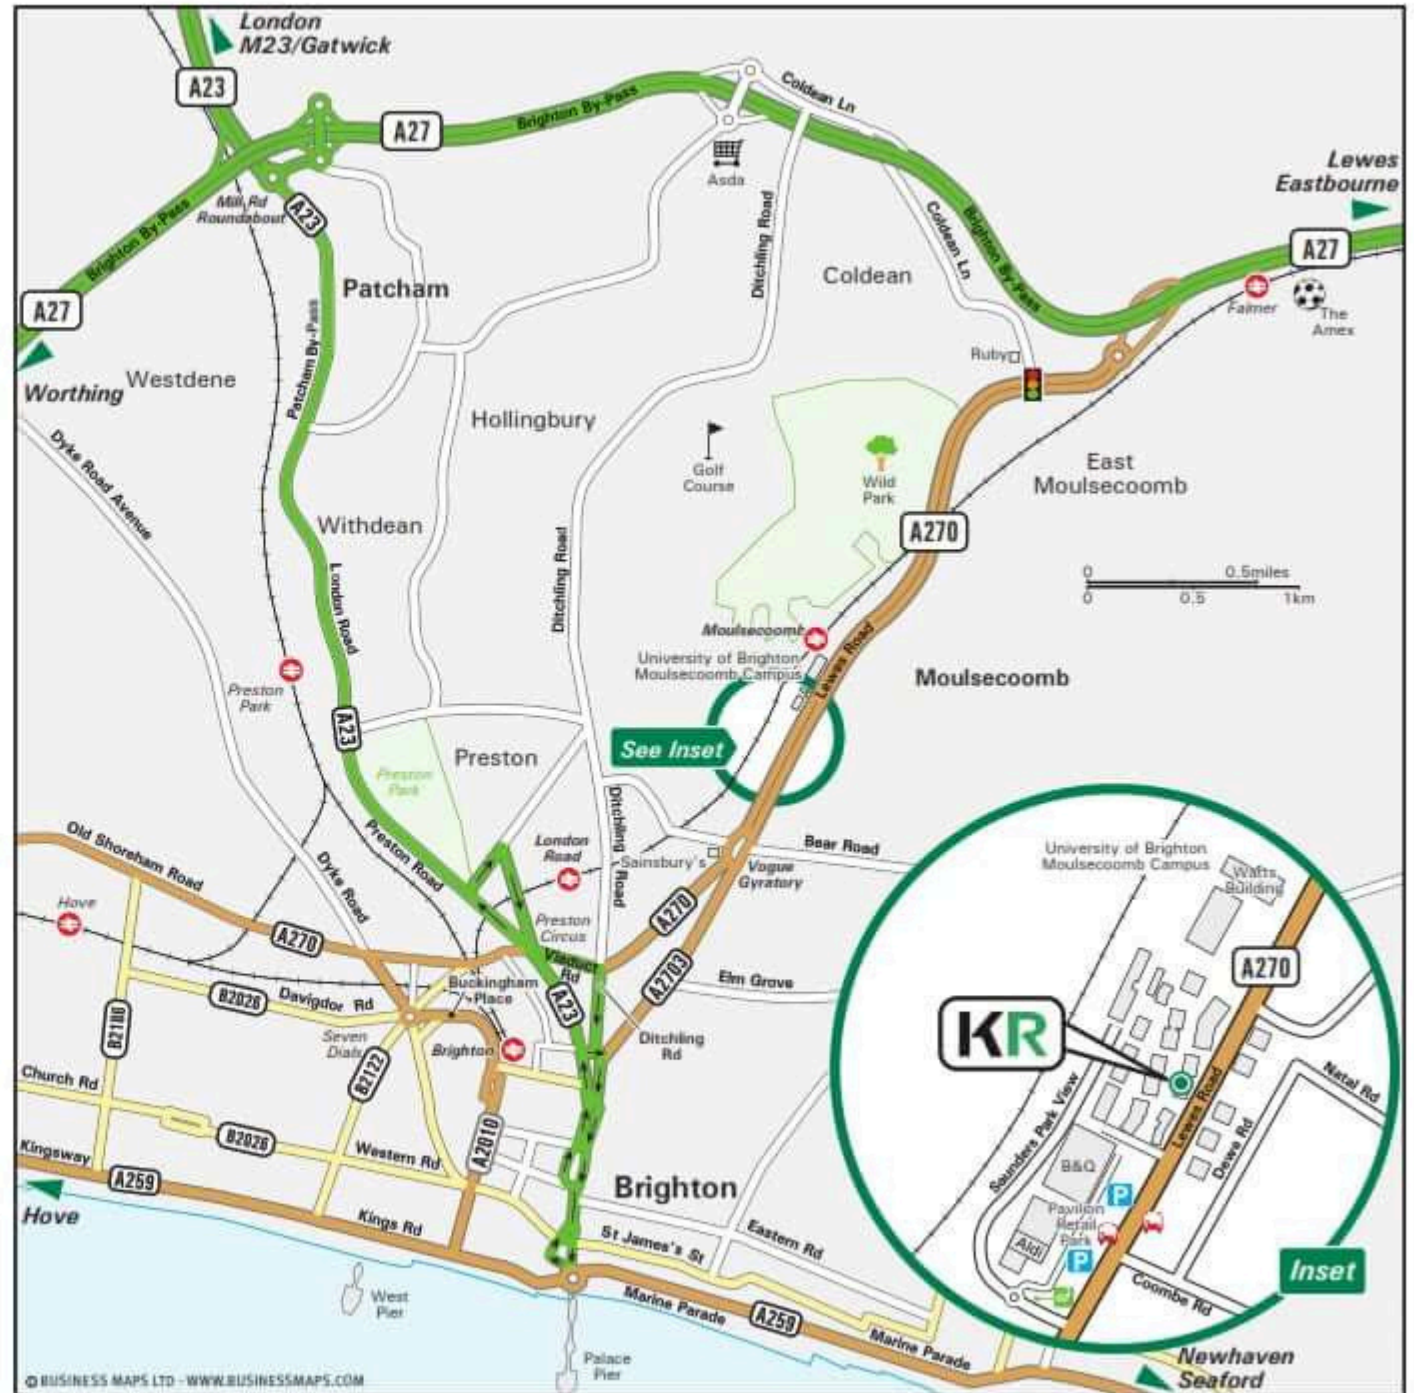 London
M23/Gatwick
A23
A27
Brighton By-Pass
Coldean Ln
Asda
Lewes
Eastbourne
Mill Rd
Roundabout
A23
Brighton By-Pass
Ditchling Road
Coldean Ln
Brighton By-Pass
A27
Patcham
Coldean
Falmer
The
Amex
A27
Patcham By-Pass
Ruby
Worthing
Westdene
Hollingbury
Dyke Road Avenue
Golf
Course
Wild
Park
East
Moulsecoomb
Withdean
A270
London Road
Ditchling Road
0 0.5miles
0 0.5 1km
Moulsecoomb
University of Brighton
Moulsecoomb Campus
Lewes Road
Moulsecoomb
Preston
Park
A23
See Inset
Preston
Preston
Park
Ditchling Road
Old Shoreham Road
Preston Road
London
Road
Sainsbury's
Bear Road
Vogue
Gyratory
Dyke Road
Hove
A270
Preston
Circus
A270
Viaduct
Rd
A2703
Elm Grove
B2026
Davigdor Rd
Buckingham
Place
A23
B2186
Seven
Dials
Brighton
Ditchling
Rd
B2122
Church Rd
B2026
Western Rd
A2010
Kingsway
A259
Brighton
Hove
Kings Rd
St James's St
Eastern Rd
West
Pier
Marine Parade
A259
Marine Parade
Palace
Pier
Newhaven
Seaford
University of Brighton
Moulsecoomb Campus
Watts
Building
A270
KR
Natal Rd
Saunders Park View
Lewes Road
Dewe Rd
B&Q
P
Pavilion
Retail
Park
Aldi
P
Coombe Rd
Inset
© BUSINESS MAPS LTD - WWW.BUSINESSMAPS.COM